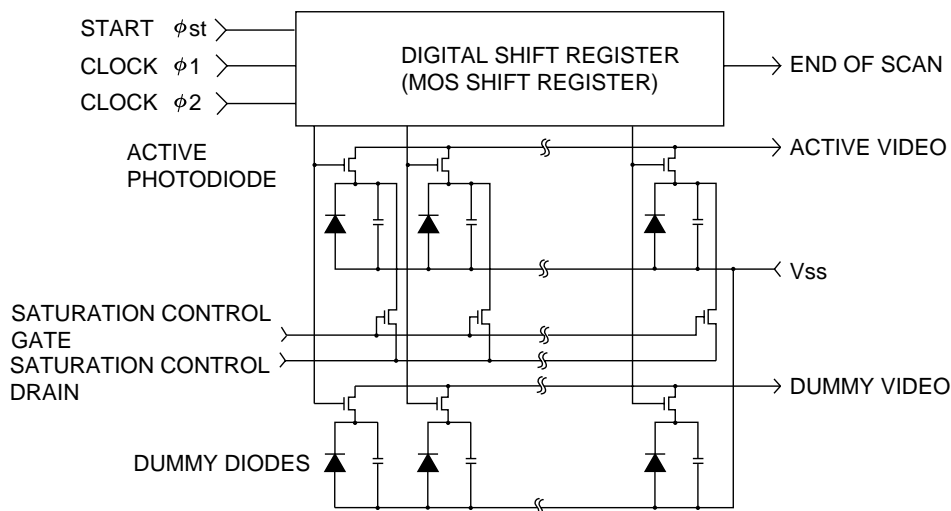 START φst
CLOCK φ1
CLOCK φ2
DIGITAL SHIFT REGISTER
(MOS SHIFT REGISTER)
END OF SCAN
ACTIVE
PHOTODIODE
ACTIVE VIDEO
Vss
SATURATION CONTROL
GATE
SATURATION CONTROL
DRAIN
DUMMY VIDEO
DUMMY DIODES